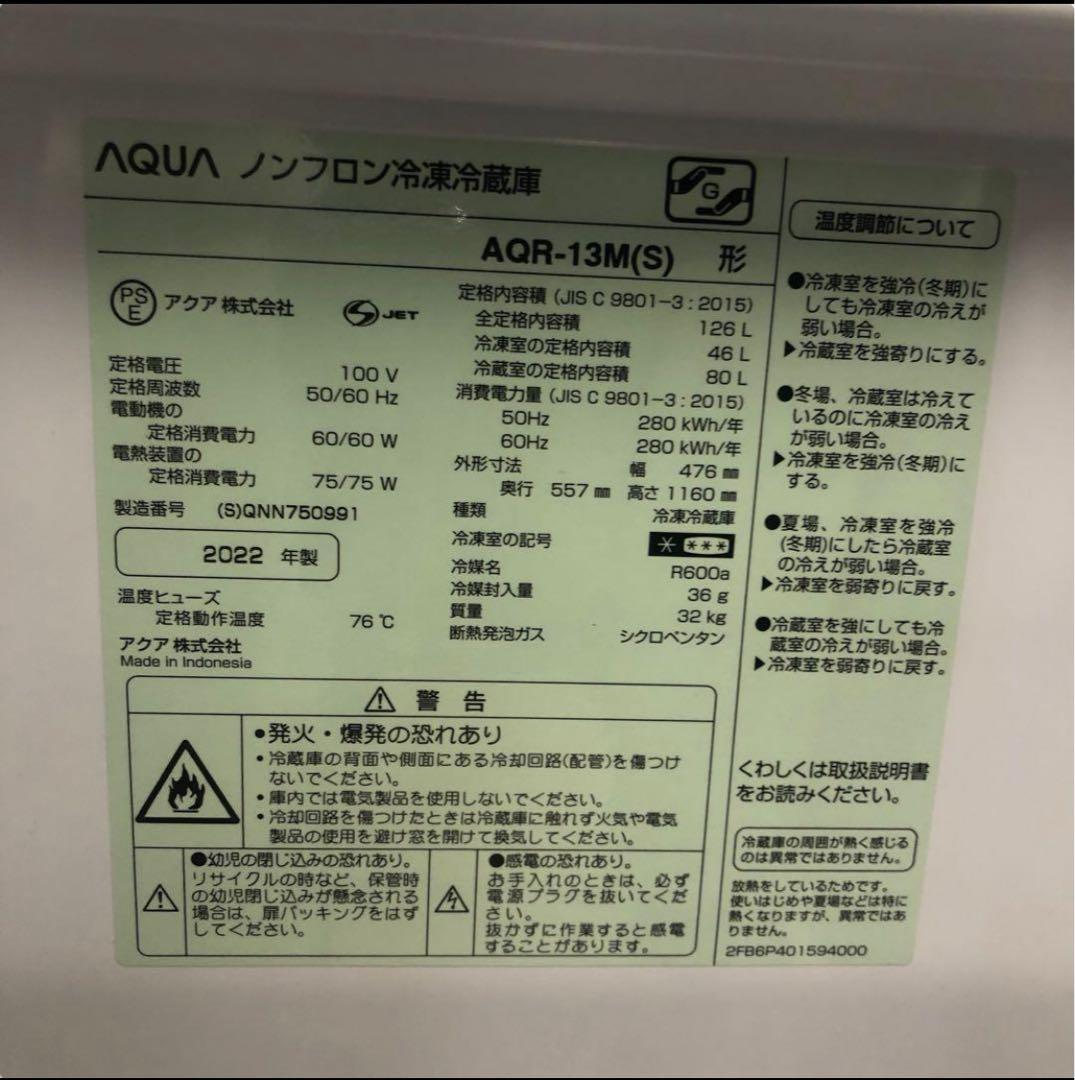 AQUA ノンフロン冷凍冷蔵庫
G
AQR-13M(S) 形
PS
E
アクア 株式会社
JET
定格電圧 100 V
定格周波数 50/60 Hz
電動機の
定格消費電力 60/60 W
電熱装置の
定格消費電力 75/75 W
製造番号 (S)QNN750991
2022 年製
温度ヒューズ
定格動作温度 76 ℃
アクア 株式会社
Made in Indonesia
定格内容積 (JIS C 9801-3 : 2015)
全定格内容積 126 L
冷凍室の定格内容積 46 L
冷蔵室の定格内容積 80 L
消費電力量 (JIS C 9801-3 : 2015)
50Hz 280 kWh/年
60Hz 280 kWh/年
外形寸法 幅 476 ㎜
奥行 557 ㎜ 高さ 1160 ㎜
種類 冷凍冷蔵庫
冷凍室の記号 * ***
冷媒名 R600a
冷媒封入量 36 g
質量 32 kg
断熱発泡ガス シクロペンタン
⚠ 警 告
●発火・爆発の恐れあり
・冷蔵庫の背面や側面にある冷却回路(配管)を傷つけ
ないでください。
・庫内では電気製品を使用しないでください。
・冷却回路を傷つけたときは冷蔵庫に触れず火気や電気
製品の使用を避け窓を開けて換気してください。
●幼児の閉じ込みの恐れあり。
リサイクルの時など、保管時
の幼児閉じ込みが懸念される
場合は、扉パッキングをはず
してください。
●感電の恐れあり。
お手入れのときは、必ず
電源プラグを抜いてくだ
さい。
抜かずに作業すると感電
することがあります。
温度調節について
●冷凍室を強冷(冬期)に
しても冷凍室の冷えが
弱い場合。
▶冷蔵室を強寄りにする。
●冬場、冷蔵室は冷えて
いるのに冷凍室の冷え
が弱い場合。
▶冷凍室を強冷(冬期)に
する。
●夏場、冷凍室を強冷
(冬期)にしたら冷蔵室
の冷えが弱い場合。
▶冷凍室を弱寄りに戻す。
●冷蔵室を強にしても冷
蔵室の冷えが弱い場合。
▶冷凍室を弱寄りに戻す。
くわしくは取扱説明書
をお読みください。
冷蔵庫の周囲が熱く感じる
のは異常ではありません。
放熱をしているためです。
使いはじめや夏場などは特に
熱くなりますが、異常ではあ
りません。
2FB6P401594000